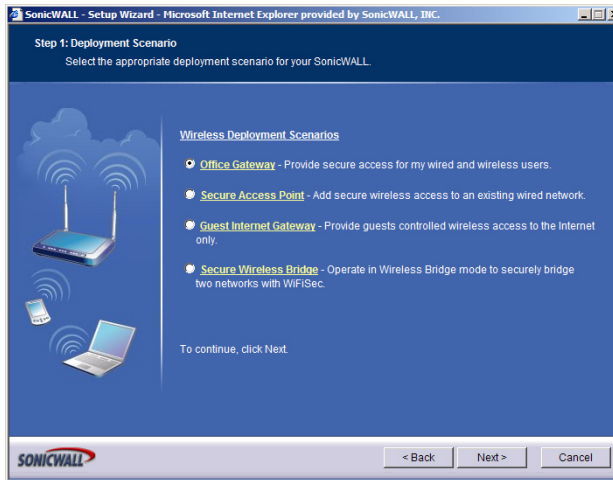 SonicWALL - Setup Wizard - Microsoft Internet Explorer provided by SonicWALL, INC.
Step 1: Deployment Scenario
Select the appropriate deployment scenario for your SonicWALL.
Wireless Deployment Scenarios
Office Gateway - Provide secure access for my wired and wireless users.
Secure Access Point - Add secure wireless access to an existing wired network.
Guest Internet Gateway - Provide guests controlled wireless access to the Internet
only.
Secure Wireless Bridge - Operate in Wireless Bridge mode to securely bridge
two networks with WiFiSec.
To continue, click Next.
SONICWALL
< Back
Next >
Cancel